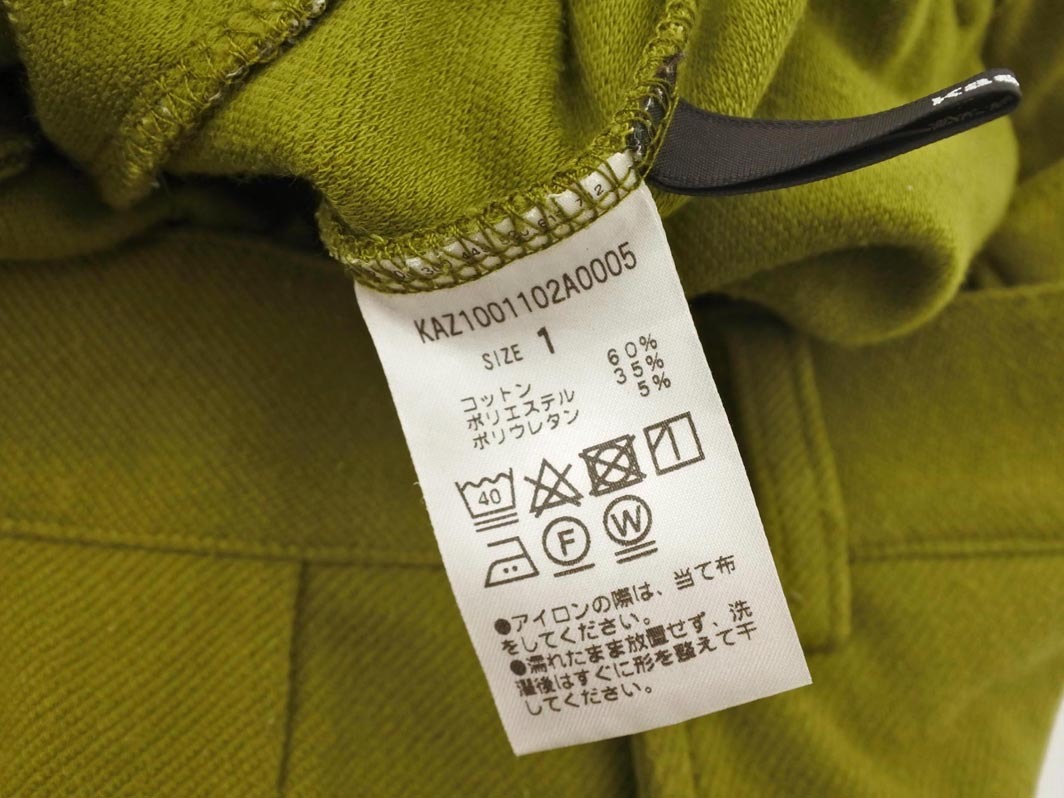 KAZ1001102A0005
SIZE 1
コットン 60%
ポリエステル 35%
ポリウレタン 5%
40
F W
●アイロンの際は、当て布
をしてください。
●濡れたまま放置せず、洗
濯後はすぐに形を整えて干
してください。